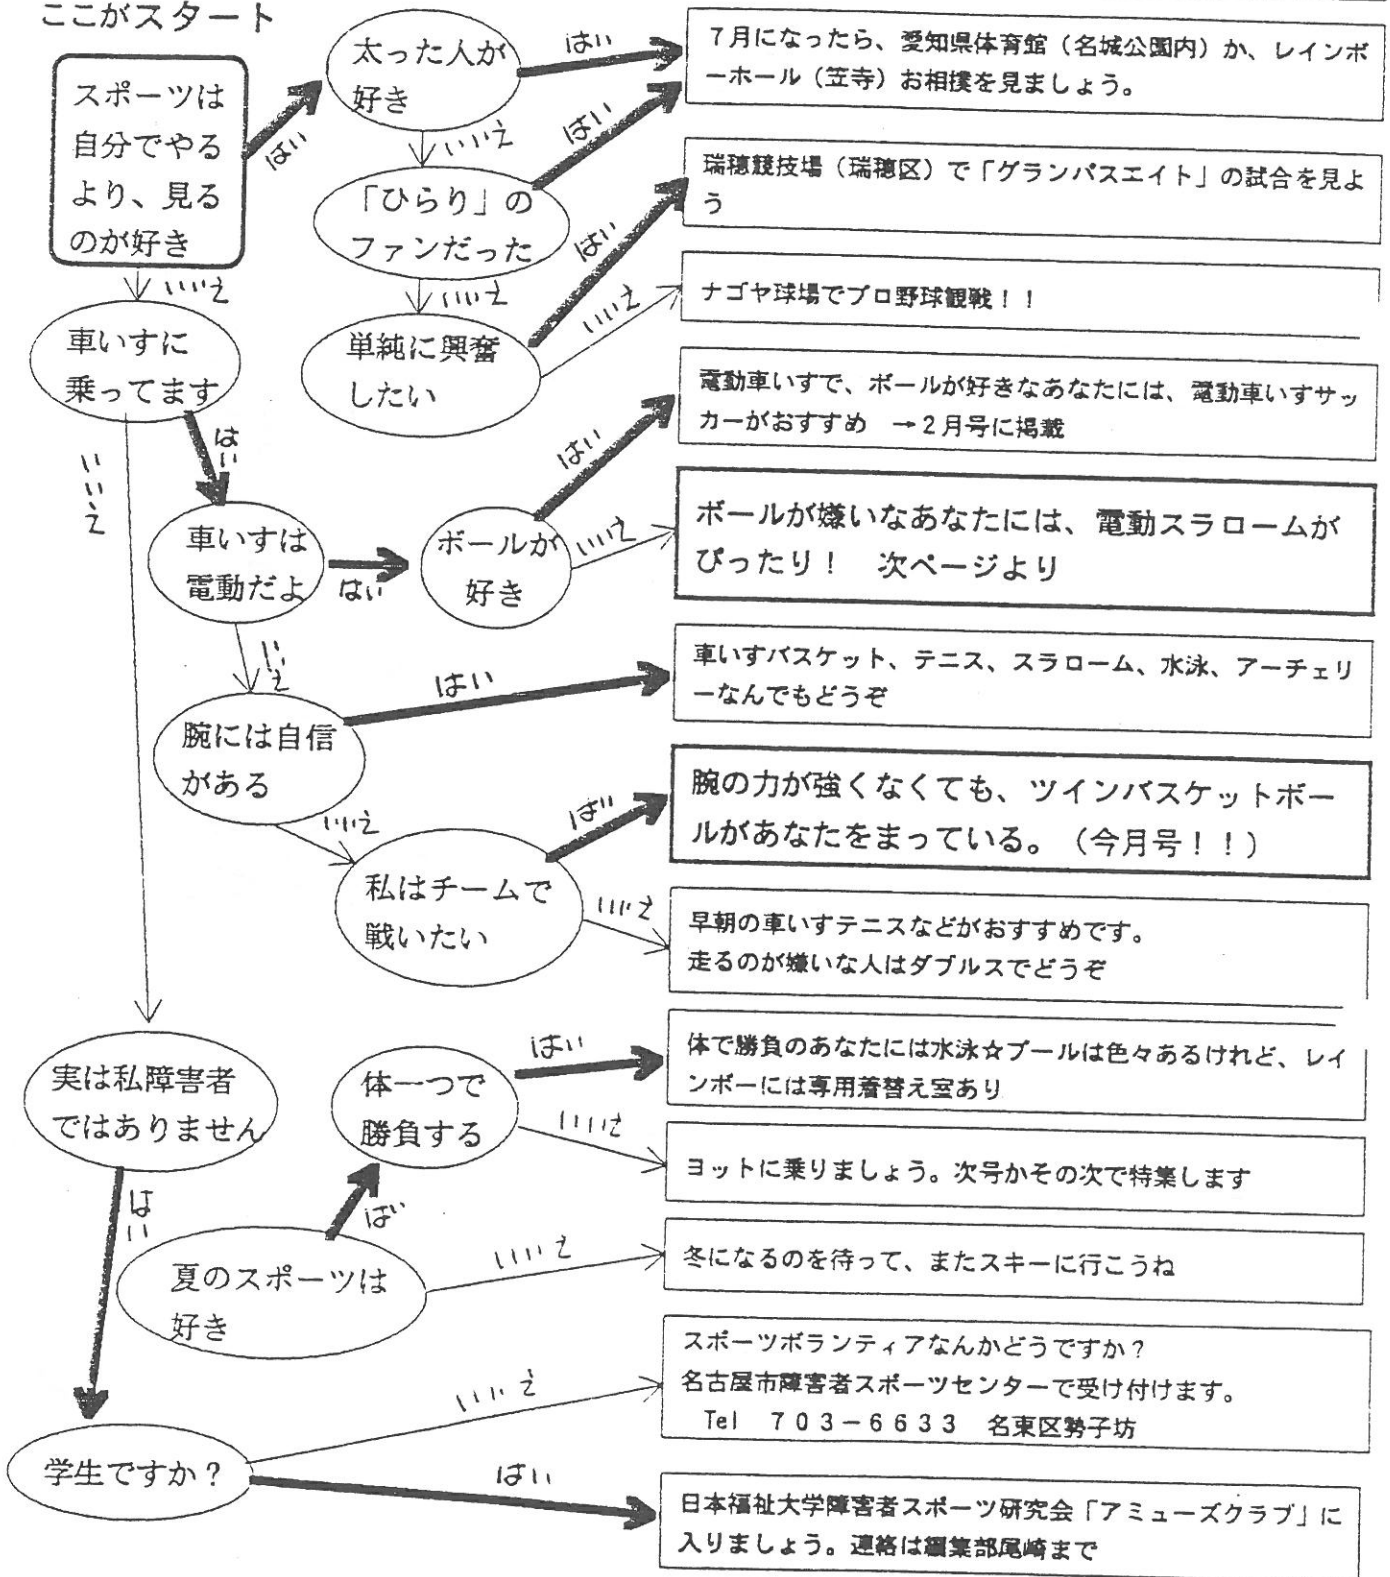 ここがスタート
スポーツは
自分でやる
より、見る
のが好き
はい
いいえ
太った人が
好き
はい
いいえ
「ひらり」の
ファンだった
はい
いいえ
単純に興奮
したい
はい
いいえ
7月になったら、愛知県体育館（名城公園内）か、レインボ
ーホール（笠寺）お相撲を見ましょう。
瑞穂競技場（瑞穂区）で「グランパスエイト」の試合を見よ
う
ナゴヤ球場でプロ野球観戦！！
車いすに
乗ってます
はい
いいえ
車いすは
電動だよ
はい
いいえ
ボールが
好き
はい
いいえ
電動車いすで、ボールが好きなあなたには、電動車いすサッ
カーがおすすめ　→2月号に掲載
ボールが嫌いなあなたには、電動スラロームが
ぴったり！　次ページより
腕には自信
がある
はい
いいえ
車いすバスケット、テニス、スラローム、水泳、アーチェリ
ーなんでもどうぞ
私はチームで
戦いたい
はい
いいえ
腕の力が強くなくても、ツインバスケットボー
ルがあなたをまっている。（今月号！！）
早朝の車いすテニスなどがおすすめです。
走るのが嫌いな人はダブルスでどうぞ
実は私障害者
ではありません
はい
体一つで
勝負する
はい
いいえ
体で勝負のあなたには水泳☆プールは色々あるけれど、レイ
ンボーには専用着替え室あり
ヨットに乗りましょう。次号かその次で特集します
夏のスポーツは
好き
はい
いいえ
冬になるのを待って、またスキーに行こうね
学生ですか？
いいえ
はい
スポーツボランティアなんかどうですか？
名古屋市障害者スポーツセンターで受け付けます。
Tel　703－6633　名東区勢子坊
日本福祉大学障害者スポーツ研究会「アミューズクラブ」に
入りましょう。連絡は編集部尾崎まで